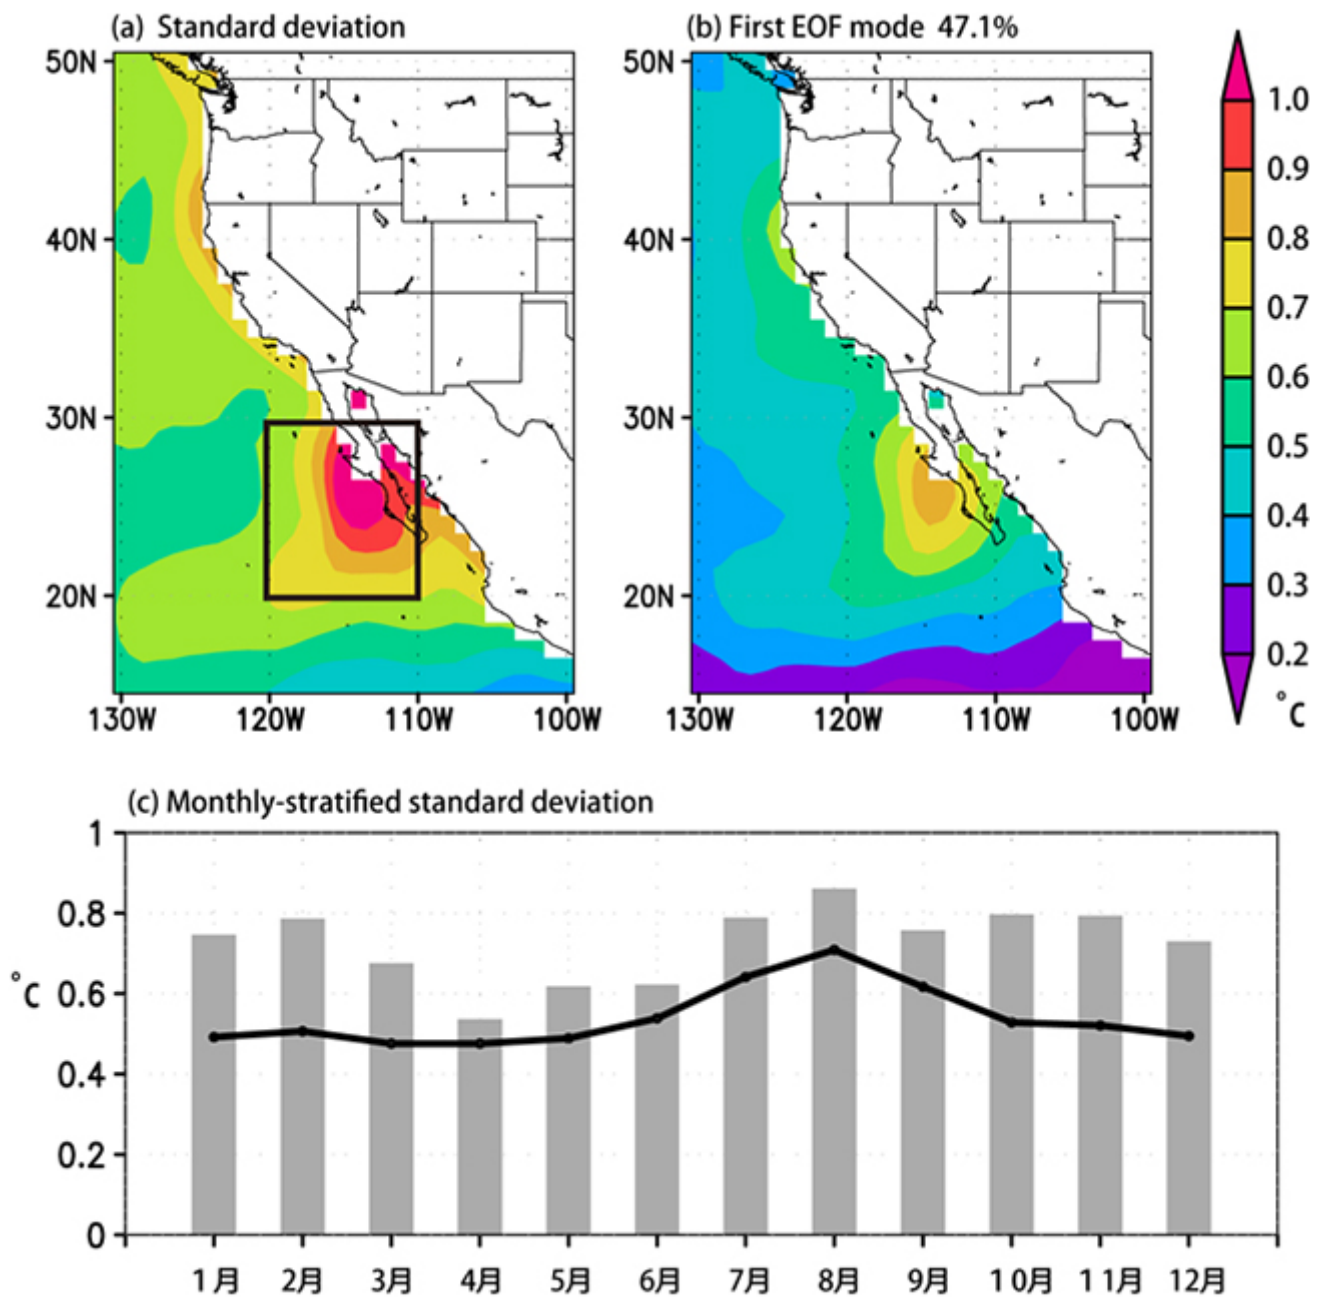 (a) Standard deviation
(b) First EOF mode 47.1%
50N
40N
30N
20N
130W 120W 110W 100W
50N
40N
30N
20N
130W 120W 110W 100W
1.0
0.9
0.8
0.7
0.6
0.5
0.4
0.3
0.2
°C
(c) Monthly-stratified standard deviation
1
0.8
0.6
0.4
0.2
0
°C
1月 2月 3月 4月 5月 6月 7月 8月 9月 10月 11月 12月